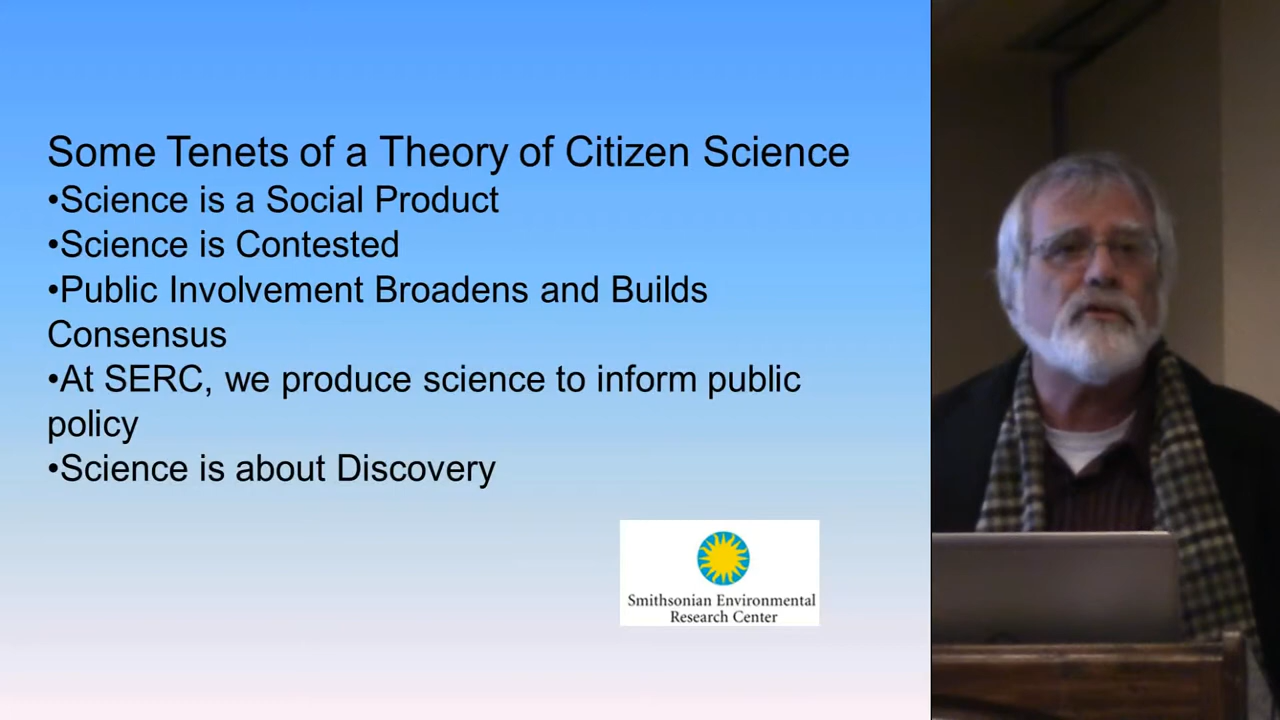 Some Tenets of a Theory of Citizen Science
•Science is a Social Product
•Science is Contested
•Public Involvement Broadens and Builds
Consensus
•At SERC, we produce science to inform public
policy
•Science is about Discovery
Smithsonian Environmental
Research Center